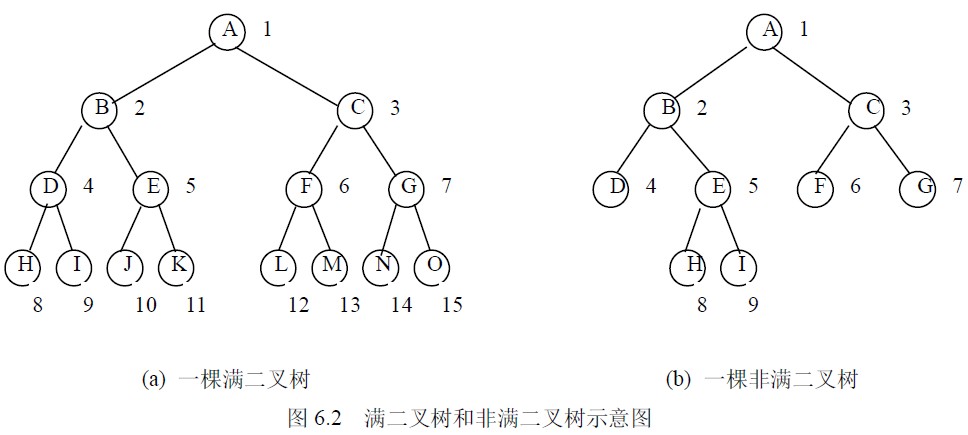 A 1 A 1
B 2 C 3 B 2 C 3
D 4 E 5 F 6 G 7 D 4 E 5 F 6 G 7
H I J K L M N O H I
8 9 10 11 12 13 14 15 8 9
(a) 一棵满二叉树 (b) 一棵非满二叉树
图 6.2 满二叉树和非满二叉树示意图